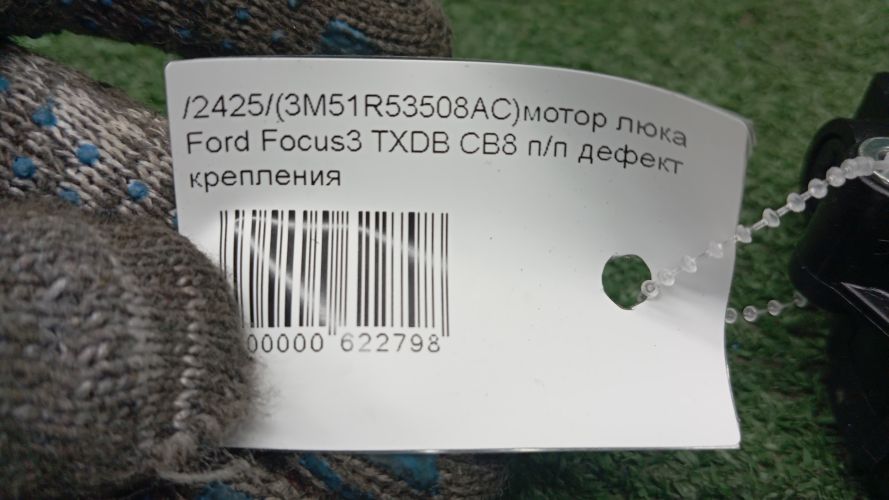 /2425/(3M51R53508AC)мотор люка
Ford Focus3 TXDB CB8 п/п дефект
крепления
00000 622798